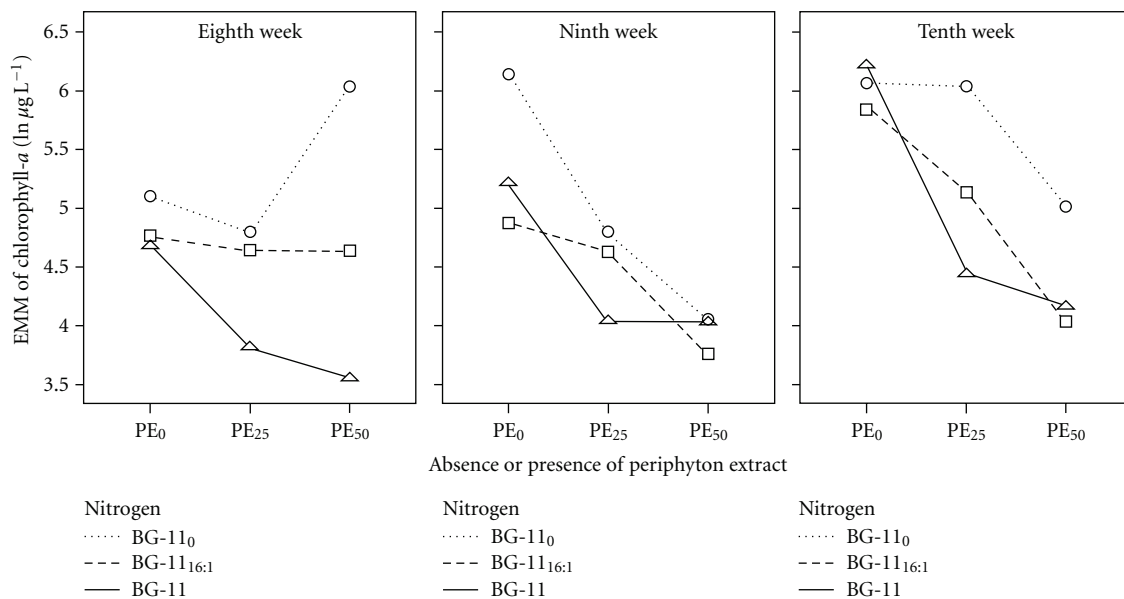 Eighth week
Ninth week
Tenth week
EMM of chlorophyll-a (ln µg L⁻¹)
6.5
6
5.5
5
4.5
4
3.5
PE₀ PE₂₅ PE₅₀
PE₀ PE₂₅ PE₅₀
PE₀ PE₂₅ PE₅₀
Absence or presence of periphyton extract
Nitrogen
BG-11₀
BG-11₁₆:₁
BG-11
Nitrogen
BG-11₀
BG-11₁₆:₁
BG-11
Nitrogen
BG-11₀
BG-11₁₆:₁
BG-11